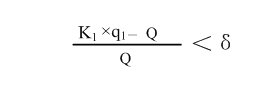 K₁×q₁− Q
Q
< δ